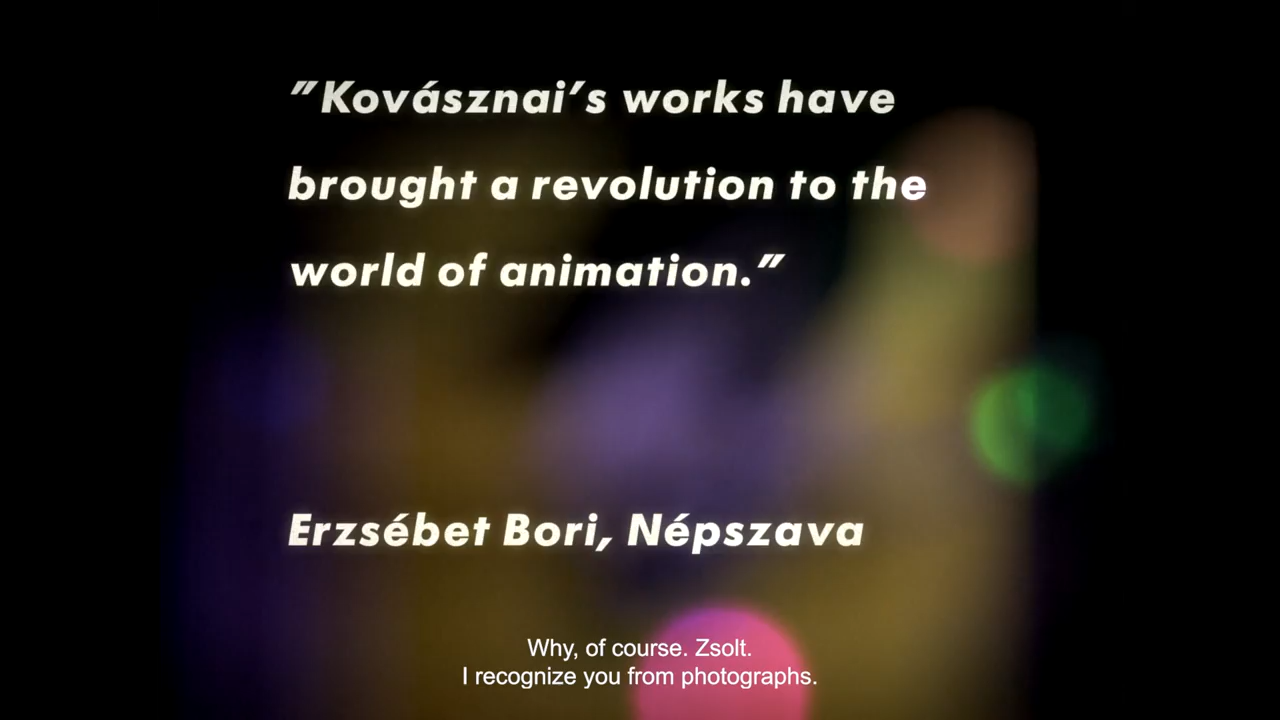 ”Kovásznai’s works have
brought a revolution to the
world of animation.”
Erzsébet Bori, Népszava
Why, of course. Zsolt.
I recognize you from photographs.